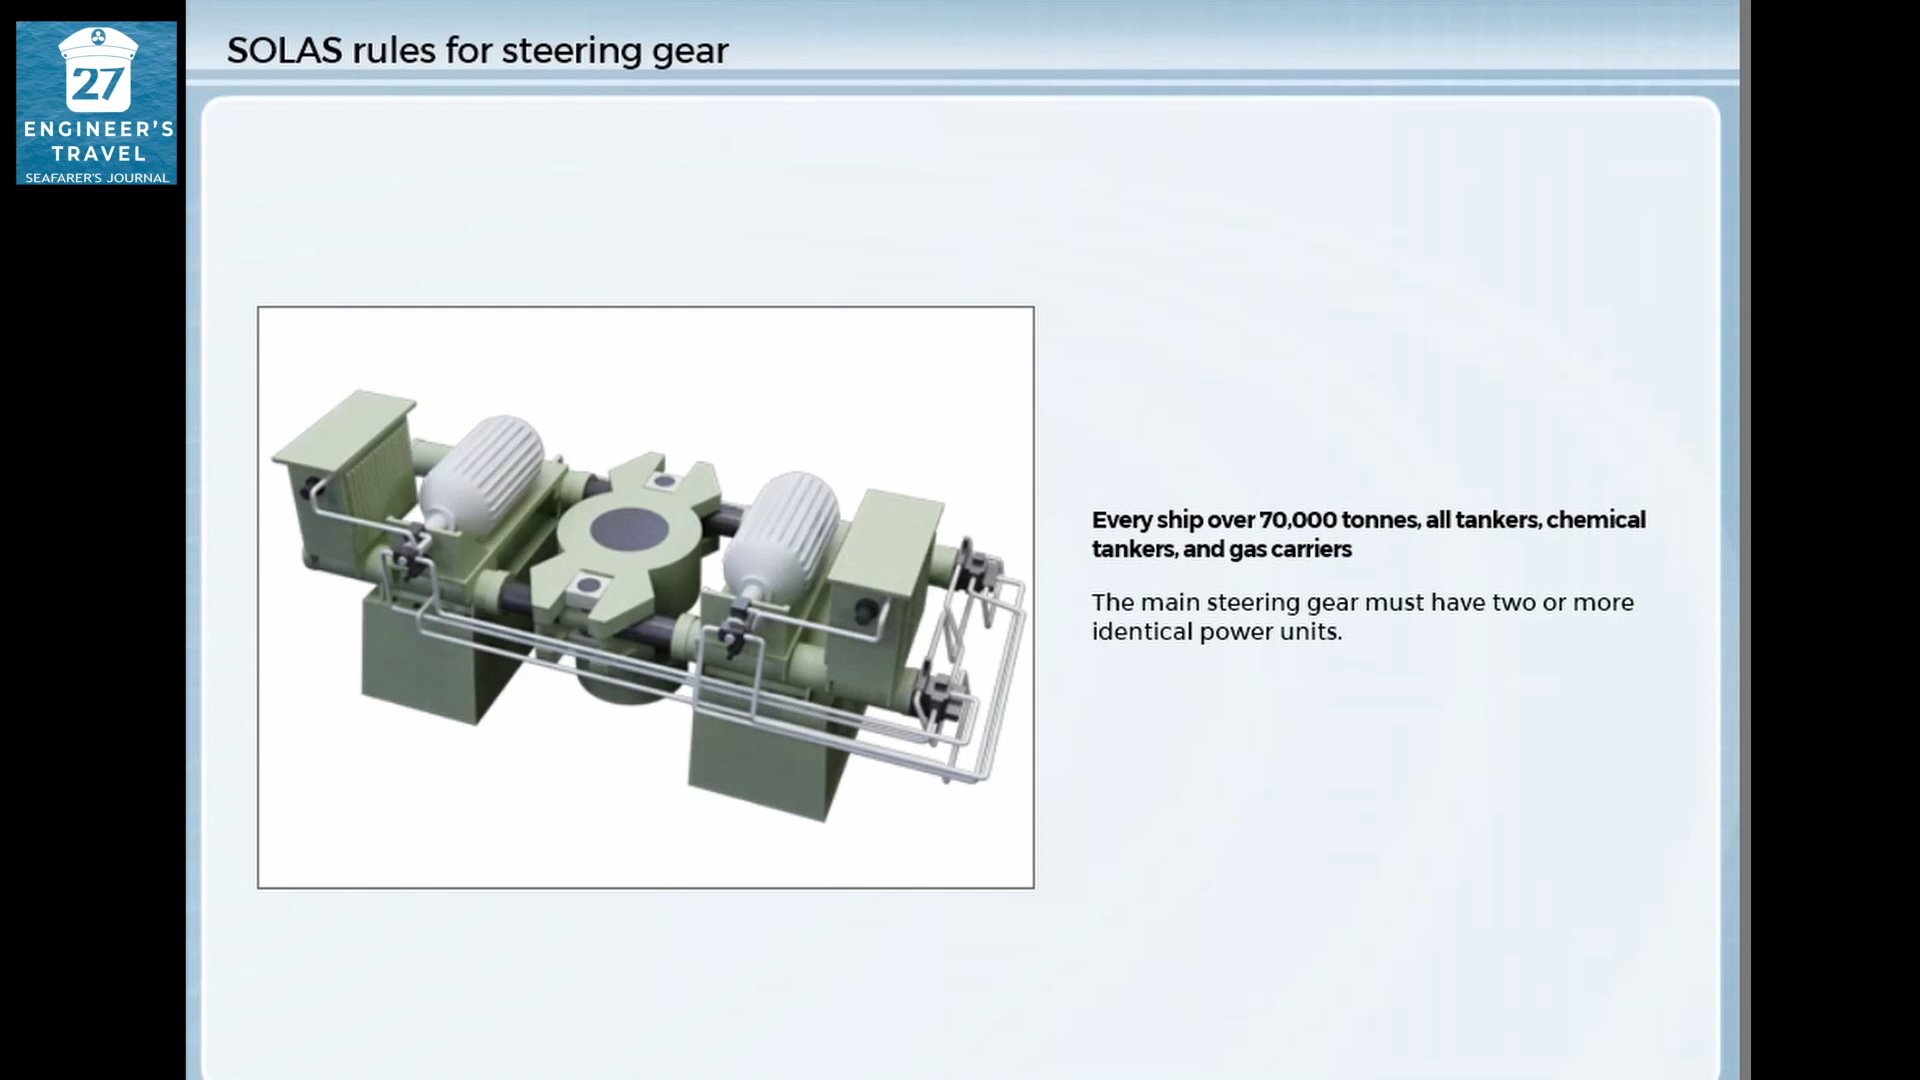 SOLAS rules for steering gear
27
ENGINEER'S
TRAVEL
SEAFARER'S JOURNAL
Every ship over 70,000 tonnes, all tankers, chemical
tankers, and gas carriers
The main steering gear must have two or more
identical power units.